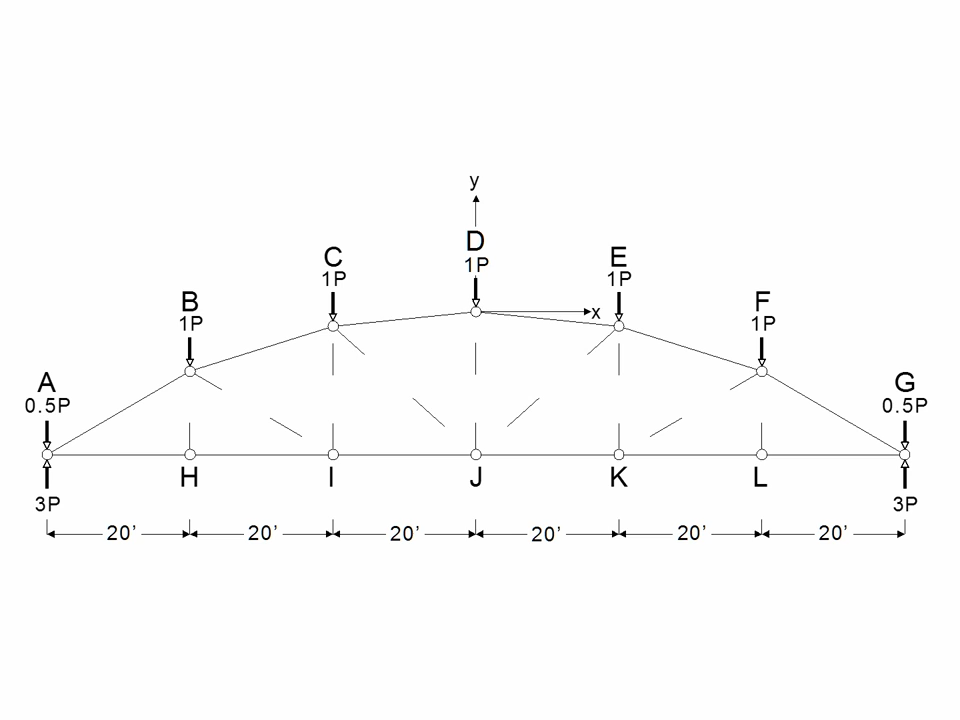 y
D
1P
C
1P
E
1P
x
B
1P
F
1P
A
0.5P
G
0.5P
H I J K L
3P 3P
20’ 20’ 20’ 20’ 20’ 20’